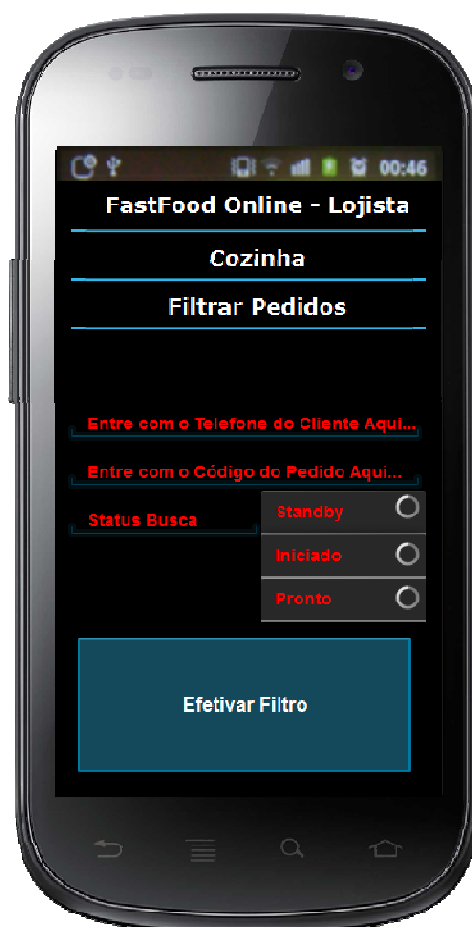 00:46
FastFood Online - Lojista
Cozinha
Filtrar Pedidos
Entre com o Telefone do Cliente Aqui...
Entre com o Código do Pedido Aqui...
Status Busca
Standby
Iniciado
Pronto
Efetivar Filtro